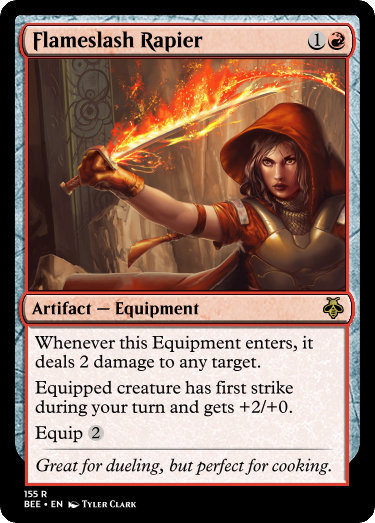 Flameslash Rapier 1
Artifact — Equipment
Whenever this Equipment enters, it
deals 2 damage to any target.
Equipped creature has first strike
during your turn and gets +2/+0.
Equip 2
Great for dueling, but perfect for cooking.
155 R
BEE • EN Tyler Clark